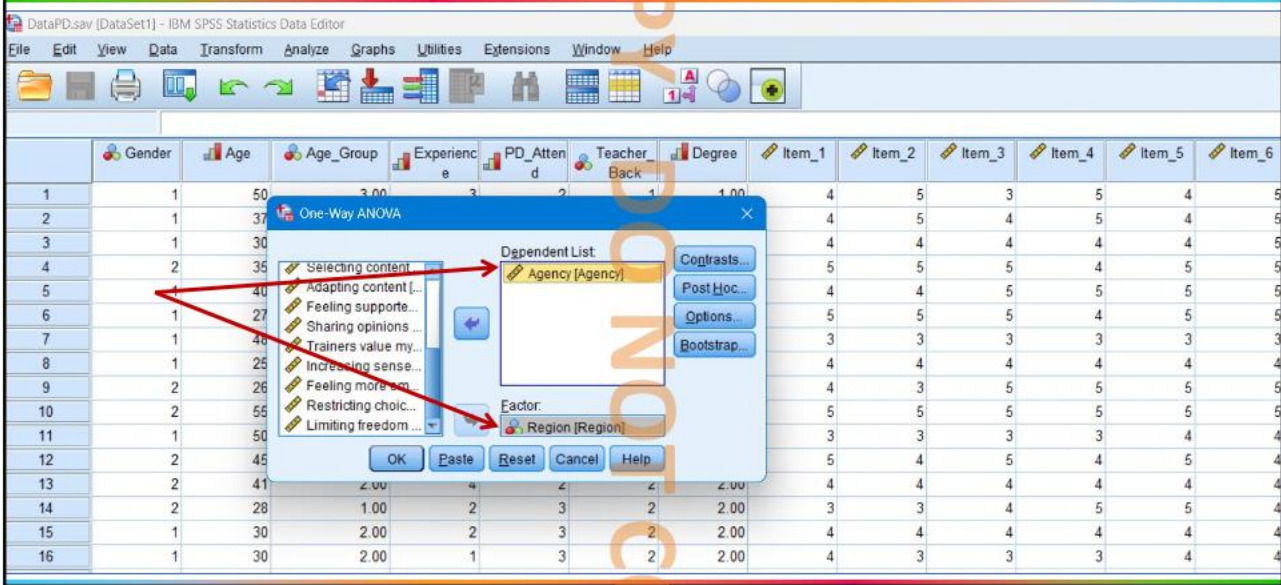 DataPD.sav [DataSet1] - IBM SPSS Statistics Data Editor
File Edit View Data Transform Analyze Graphs Utilities Extensions Window Help
Gender Age Age_Group Experienc e PD_Atten d Teacher_ Back Degree Item_1 Item_2 Item_3 Item_4 Item_5 Item_6
1 1 50 3.00 3 2 1 1.00 4 5 3 5 4 5
2 1 37 4 5 4 5 4 5
3 1 30 4 4 4 4 4 5
4 2 35 5 5 5 4 5 5
5 1 40 4 4 5 5 5 5
6 1 27 5 5 5 4 5 5
7 1 48 3 3 3 3 3 3
8 1 25 4 4 4 4 4 4
9 2 26 4 3 5 5 5 5
10 2 55 5 5 5 5 5 5
11 1 50 3 3 3 3 4 4
12 2 45 5 4 5 4 5 4
13 2 41 2.00 4 2 2 2.00 4 4 4 4 4 4
14 2 28 1.00 2 3 2 2.00 3 3 4 5 5 4
15 1 30 2.00 2 3 2 2.00 4 4 4 4 4 4
16 1 30 2.00 1 3 2 2.00 4 3 3 3 4 4
One-Way ANOVA
Selecting content...
Adapting content [...
Feeling supporte...
Sharing opinions ...
Trainers value my...
Increasing sense...
Feeling more em...
Restricting choic...
Limiting freedom ...
Dependent List:
Agency [Agency]
Factor:
Region [Region]
Contrasts...
Post Hoc...
Options...
Bootstrap...
OK Paste Reset Cancel Help
PY DO NOT CO